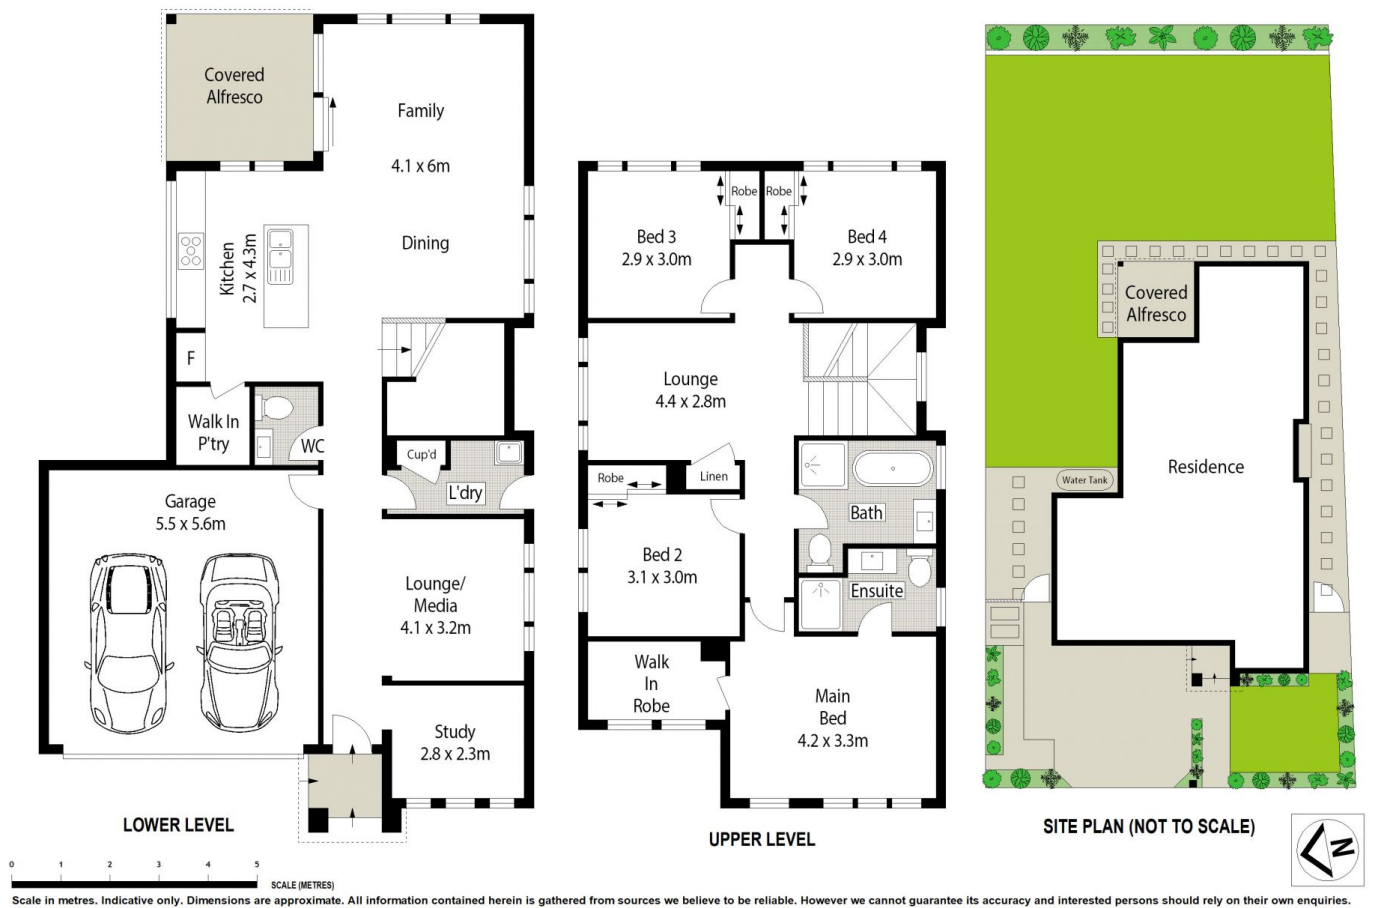 Covered
Alfresco
Family
4.1 x 6m
Dining
Kitchen
2.7 x 4.3m
F
Walk In
P'try
WC
Cup'd
L'dry
Garage
5.5 x 5.6m
Lounge/
Media
4.1 x 3.2m
Study
2.8 x 2.3m
LOWER LEVEL
Robe
Robe
Bed 3
2.9 x 3.0m
Bed 4
2.9 x 3.0m
Lounge
4.4 x 2.8m
Robe
Linen
Bath
Bed 2
3.1 x 3.0m
Ensuite
Walk
In
Robe
Main
Bed
4.2 x 3.3m
UPPER LEVEL
Covered
Alfresco
Residence
Water Tank
SITE PLAN (NOT TO SCALE)
N
0 1 2 3 4 5
SCALE (METRES)
Scale in metres. Indicative only. Dimensions are approximate. All information contained herein is gathered from sources we believe to be reliable. However we cannot guarantee its accuracy and interested persons should rely on their own enquiries.